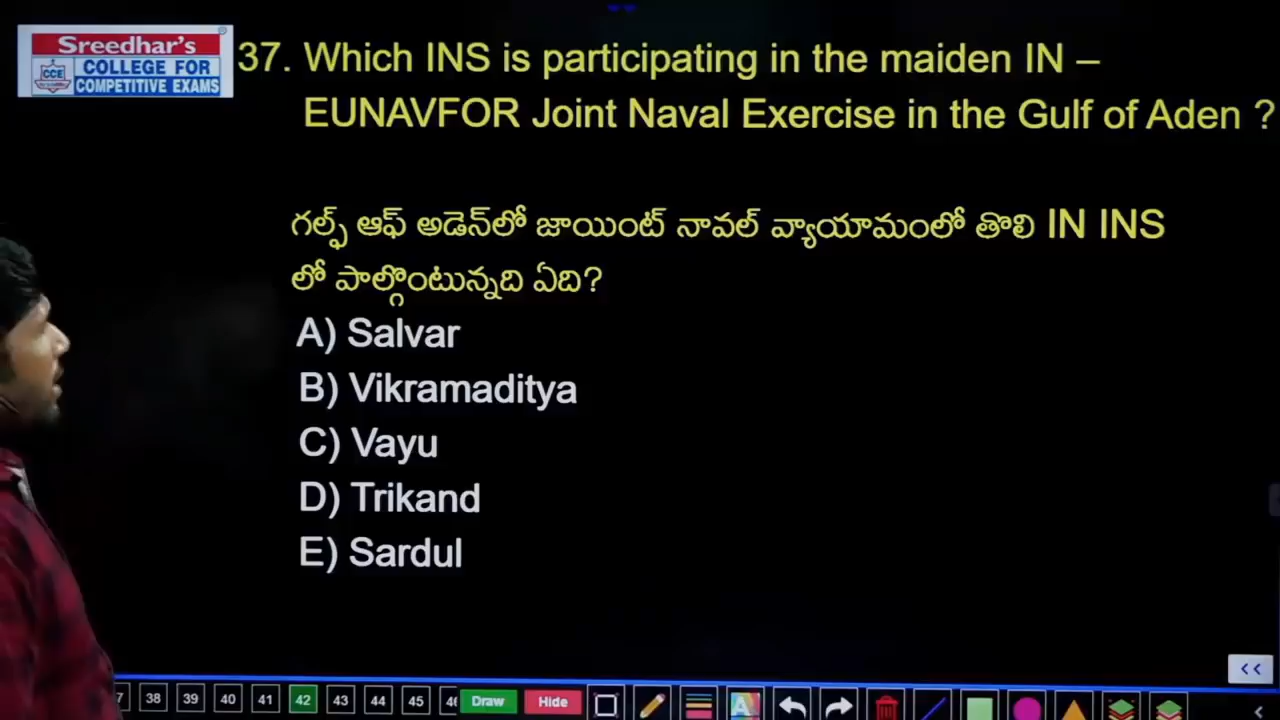 Sreedhar's
CCE
COLLEGE FOR
COMPETITIVE EXAMS
37. Which INS is participating in the maiden IN –
EUNAVFOR Joint Naval Exercise in the Gulf of Aden ?
గల్ఫ్ ఆఫ్ అడెన్‌లో జాయింట్ నావల్ వ్యాయామంలో తొలి IN INS
లో పాల్గొంటున్నది ఏది?
A) Salvar
B) Vikramaditya
C) Vayu
D) Trikand
E) Sardul
<<
7 38 39 40 41 42 43 44 45 Draw Hide A <